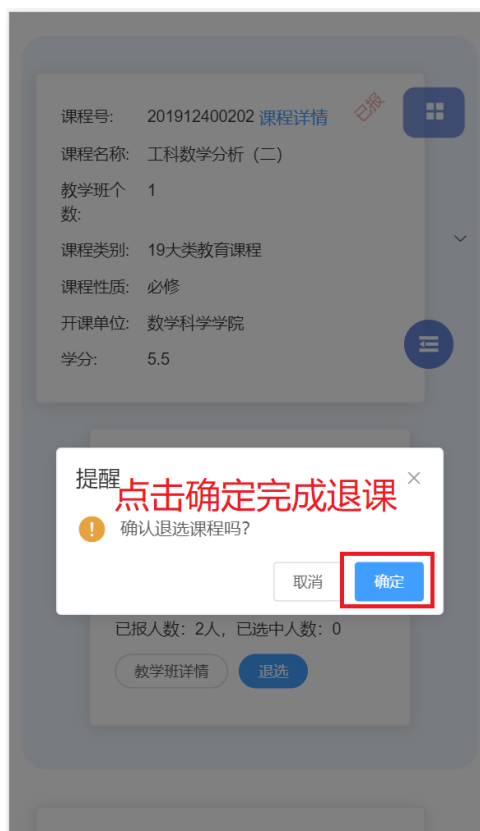 已报
课程号: 201912400202 课程详情
课程名称: 工科数学分析（二）
教学班个 1
数:
课程类别: 19大类教育课程
课程性质: 必修
开课单位: 数学科学学院
学分: 5.5
提醒
点击确定完成退课
确认退选课程吗?
取消 确定
已报人数: 2人, 已选中人数: 0
教学班详情 退选